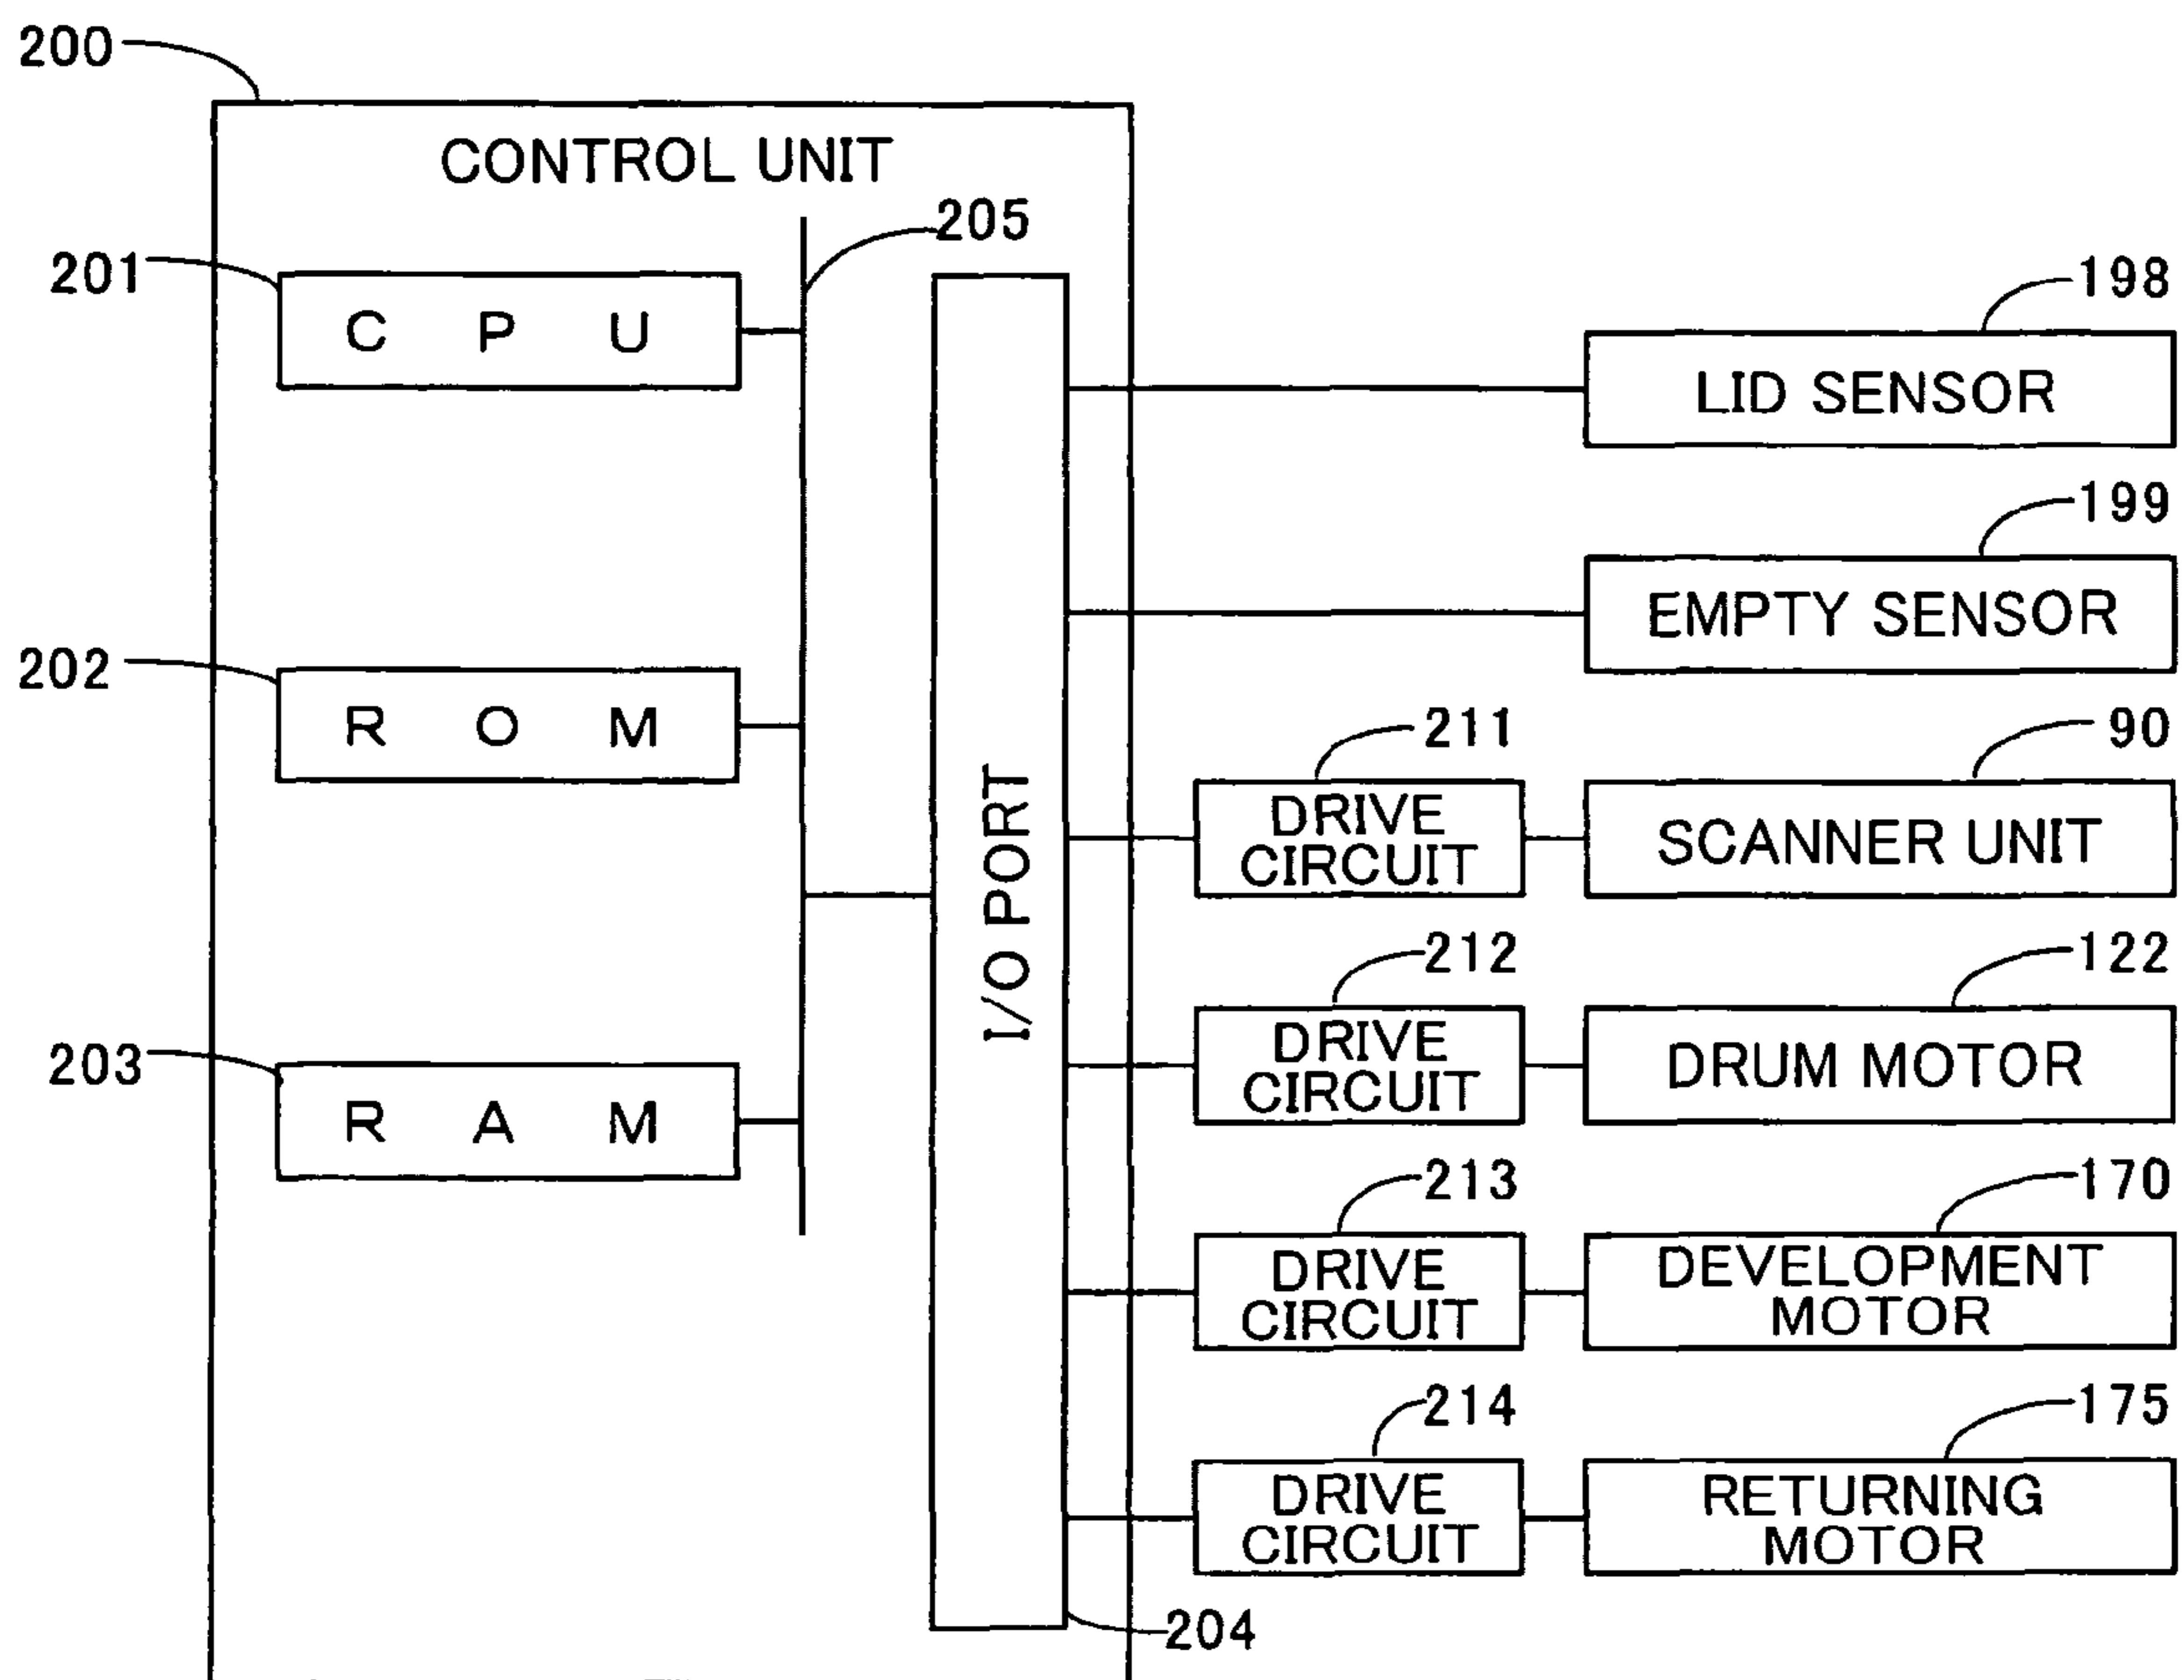 200
CONTROL UNIT
205
201
C P U
198
LID SENSOR
199
EMPTY SENSOR
202
R O M
211
90
DRIVE
CIRCUIT
SCANNER UNIT
I/O PORT
212
122
DRIVE
CIRCUIT
DRUM MOTOR
203
R A M
213
170
DRIVE
CIRCUIT
DEVELOPMENT
MOTOR
214
175
DRIVE
CIRCUIT
RETURNING
MOTOR
204